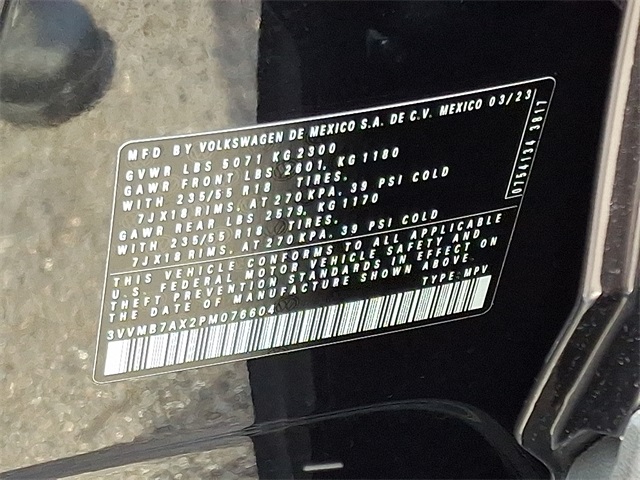 MFD BY VOLKSWAGEN DE MEXICO S.A. DE C.V. MEXICO 03/23
GVWR LBS 5071 KG 2300
GAWR FRONT LBS 2601, KG 1180
WITH 235/55 R18 TIRES.
7JX18 RIMS, AT 270 KPA, 39 PSI COLD
GAWR REAR LBS 2579, KG 1170
WITH 235/55 R18 TIRES.
7JX18 RIMS, AT 270 KPA, 39 PSI COLD
THIS VEHICLE CONFORMS TO ALL APPLICABLE
U.S. FEDERAL MOTOR VEHICLE SAFETY AND
THEFT PREVENTION STANDARDS IN EFFECT ON
THE DATE OF MANUFACTURE SHOWN ABOVE.
3VVMB7AX2PM076604 TYPE: MPV
0754134 3817